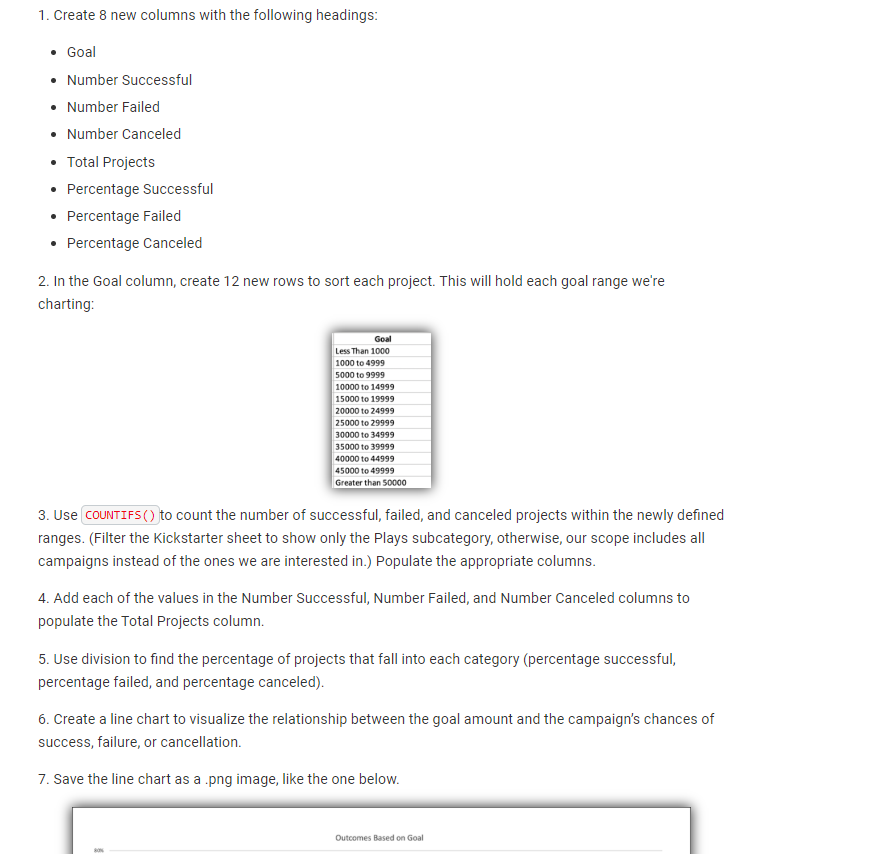 1. Create 8 new columns with the following headings:
• Goal
• Number Successful
• Number Failed
• Number Canceled
• Total Projects
• Percentage Successful
• Percentage Failed
• Percentage Canceled
2. In the Goal column, create 12 new rows to sort each project. This will hold each goal range we're
charting:
Goal
Less Than 1000
1000 to 4999
5000 to 9999
10000 to 14999
15000 to 19999
20000 to 24999
25000 to 29999
30000 to 34999
35000 to 39999
40000 to 44999
45000 to 49999
Greater than 50000
3. Use COUNTIFS() to count the number of successful, failed, and canceled projects within the newly defined
ranges. (Filter the Kickstarter sheet to show only the Plays subcategory, otherwise, our scope includes all
campaigns instead of the ones we are interested in.) Populate the appropriate columns.
4. Add each of the values in the Number Successful, Number Failed, and Number Canceled columns to
populate the Total Projects column.
5. Use division to find the percentage of projects that fall into each category (percentage successful,
percentage failed, and percentage canceled).
6. Create a line chart to visualize the relationship between the goal amount and the campaign’s chances of
success, failure, or cancellation.
7. Save the line chart as a .png image, like the one below.
Outcomes Based on Goal